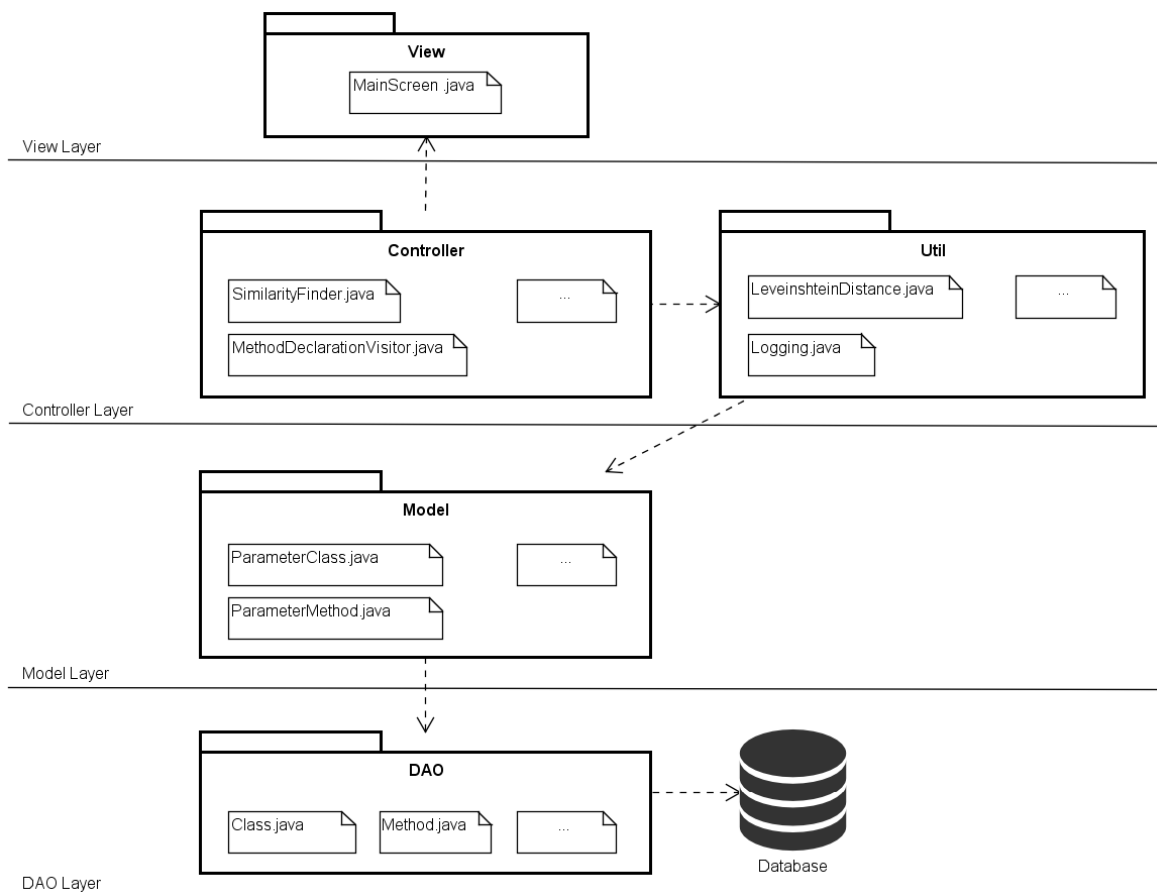 View
MainScreen .java
View Layer
Controller
SimilarityFinder.java
...
MethodDeclarationVisitor.java
Util
LeveinshteinDistance.java
...
Logging.java
Controller Layer
Model
ParameterClass.java
...
ParameterMethod.java
Model Layer
DAO
Class.java
Method.java
...
Database
DAO Layer